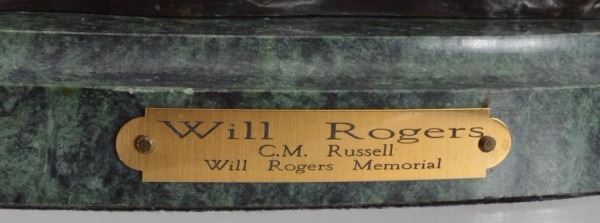 Will Rogers
C.M. Russell
Will Rogers Memorial